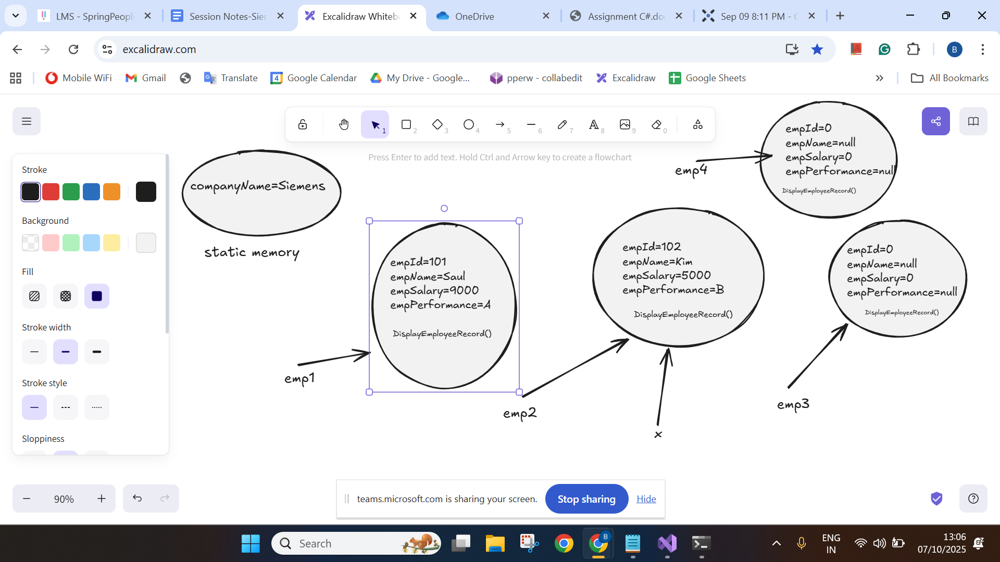 LMS - SpringPeopl
Session Notes-Sier
Excalidraw Whiteb
OneDrive
Assignment C#.do
Sep 09 8:11 PM - C
excalidraw.com
B
Mobile WiFi
Gmail
Translate
Google Calendar
My Drive - Google...
pperw - collabedit
Excalidraw
Google Sheets
All Bookmarks
1
2
3
4
5
6
7
8
9
0
Press Enter to add text. Hold Ctrl and Arrow key to create a flowchart
Stroke
Background
Fill
Stroke width
Stroke style
Sloppiness
companyName=Siemens
static memory
empId=101
empName=Saul
empSalary=9000
empPerformance=A
DisplayEmployeeRecord()
emp1
empId=102
empName=Kim
empSalary=5000
empPerformance=B
DisplayEmployeeRecord()
emp2
x
empId=0
empName=null
empSalary=0
empPerformance=null
DisplayEmployeeRecord()
emp4
empId=0
empName=null
empSalary=0
empPerformance=null
DisplayEmployeeRecord()
emp3
90%
teams.microsoft.com is sharing your screen.
Stop sharing
Hide
Search
B
ENG
IN
13:06
07/10/2025